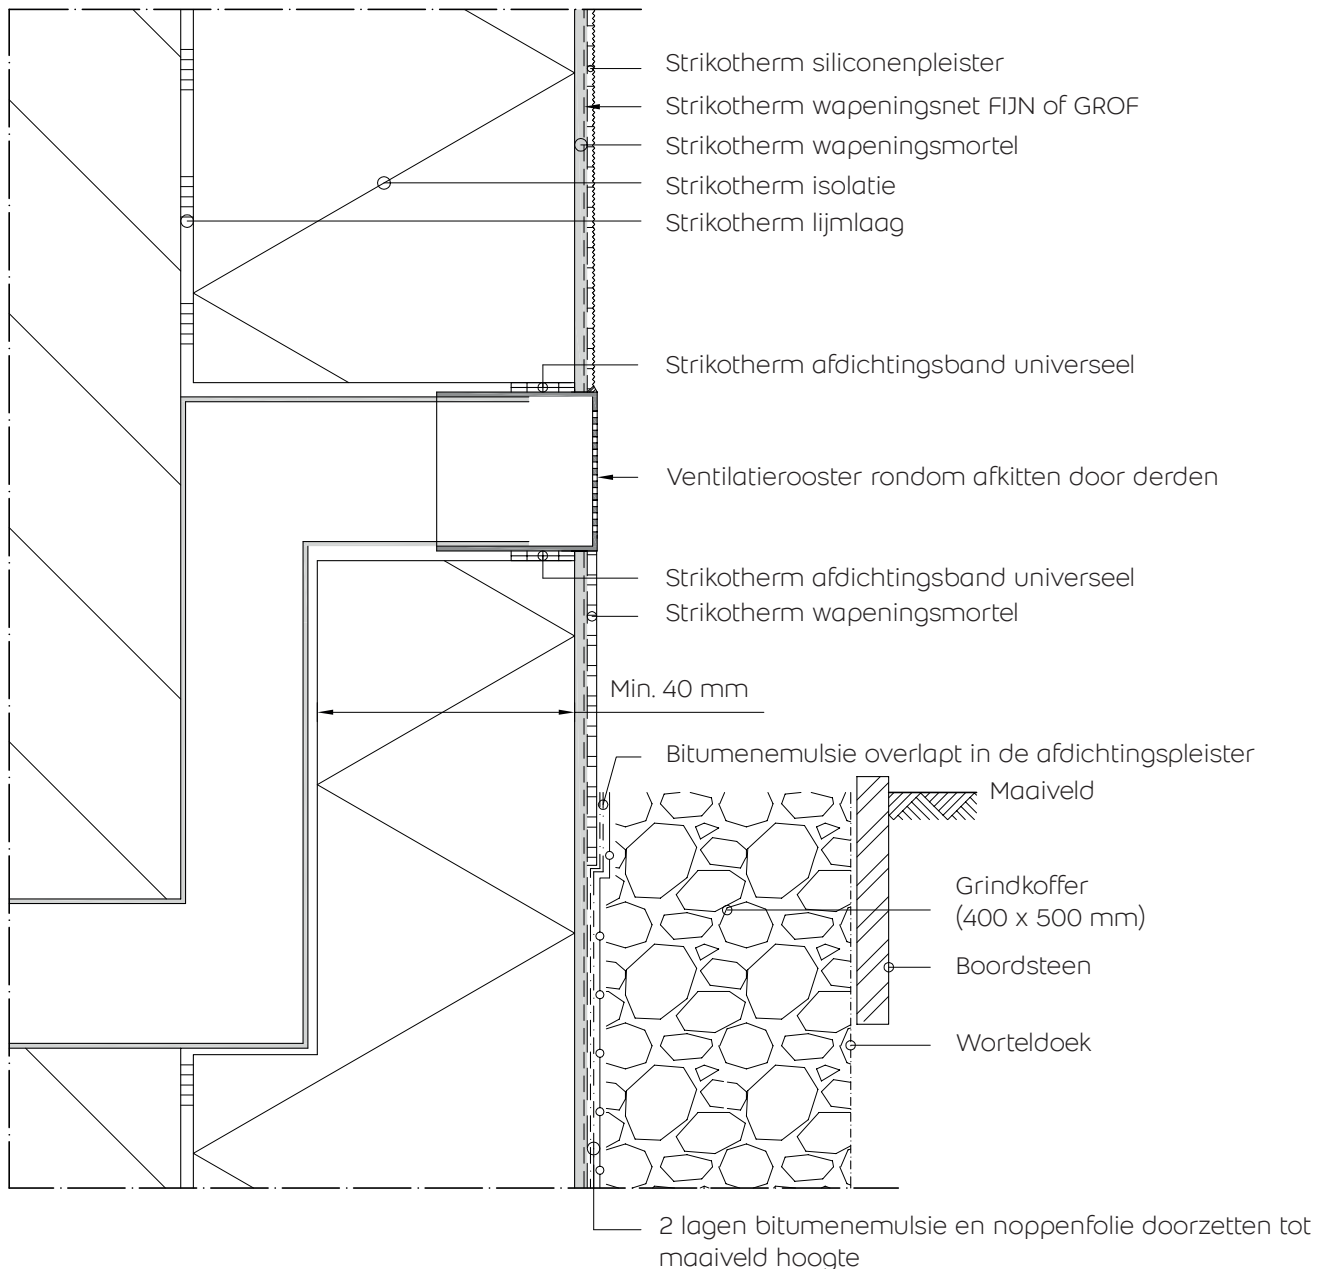 Strikotherm siliconenpleister
Strikotherm wapeningsnet FIJN of GROF
Strikotherm wapeningsmortel
Strikotherm isolatie
Strikotherm lijmlaag
Strikotherm afdichtingsband universeel
Ventilatierooster rondom afkitten door derden
Strikotherm afdichtingsband universeel
Strikotherm wapeningsmortel
Min. 40 mm
Bitumenemulsie overlapt in de afdichtingspleister
Maaiveld
Grindkoffer
(400 x 500 mm)
Boordsteen
Worteldoek
2 lagen bitumenemulsie en noppenfolie doorzetten tot
maaiveld hoogte